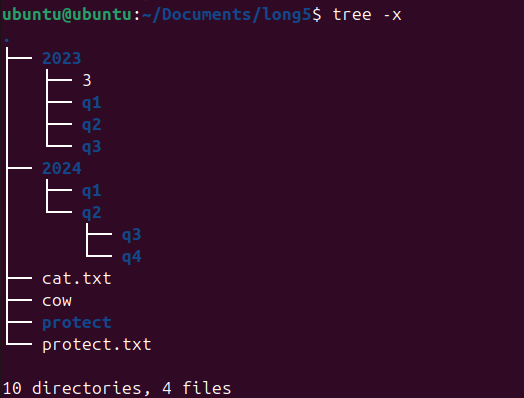 ubuntu@ubuntu:~/Documents/long5$ tree -x
.
├── 2023
│   ├── 3
│   ├── q1
│   ├── q2
│   └── q3
├── 2024
│   ├── q1
│   └── q2
│       ├── q3
│       └── q4
├── cat.txt
├── cow
├── protect
└── protect.txt
10 directories, 4 files